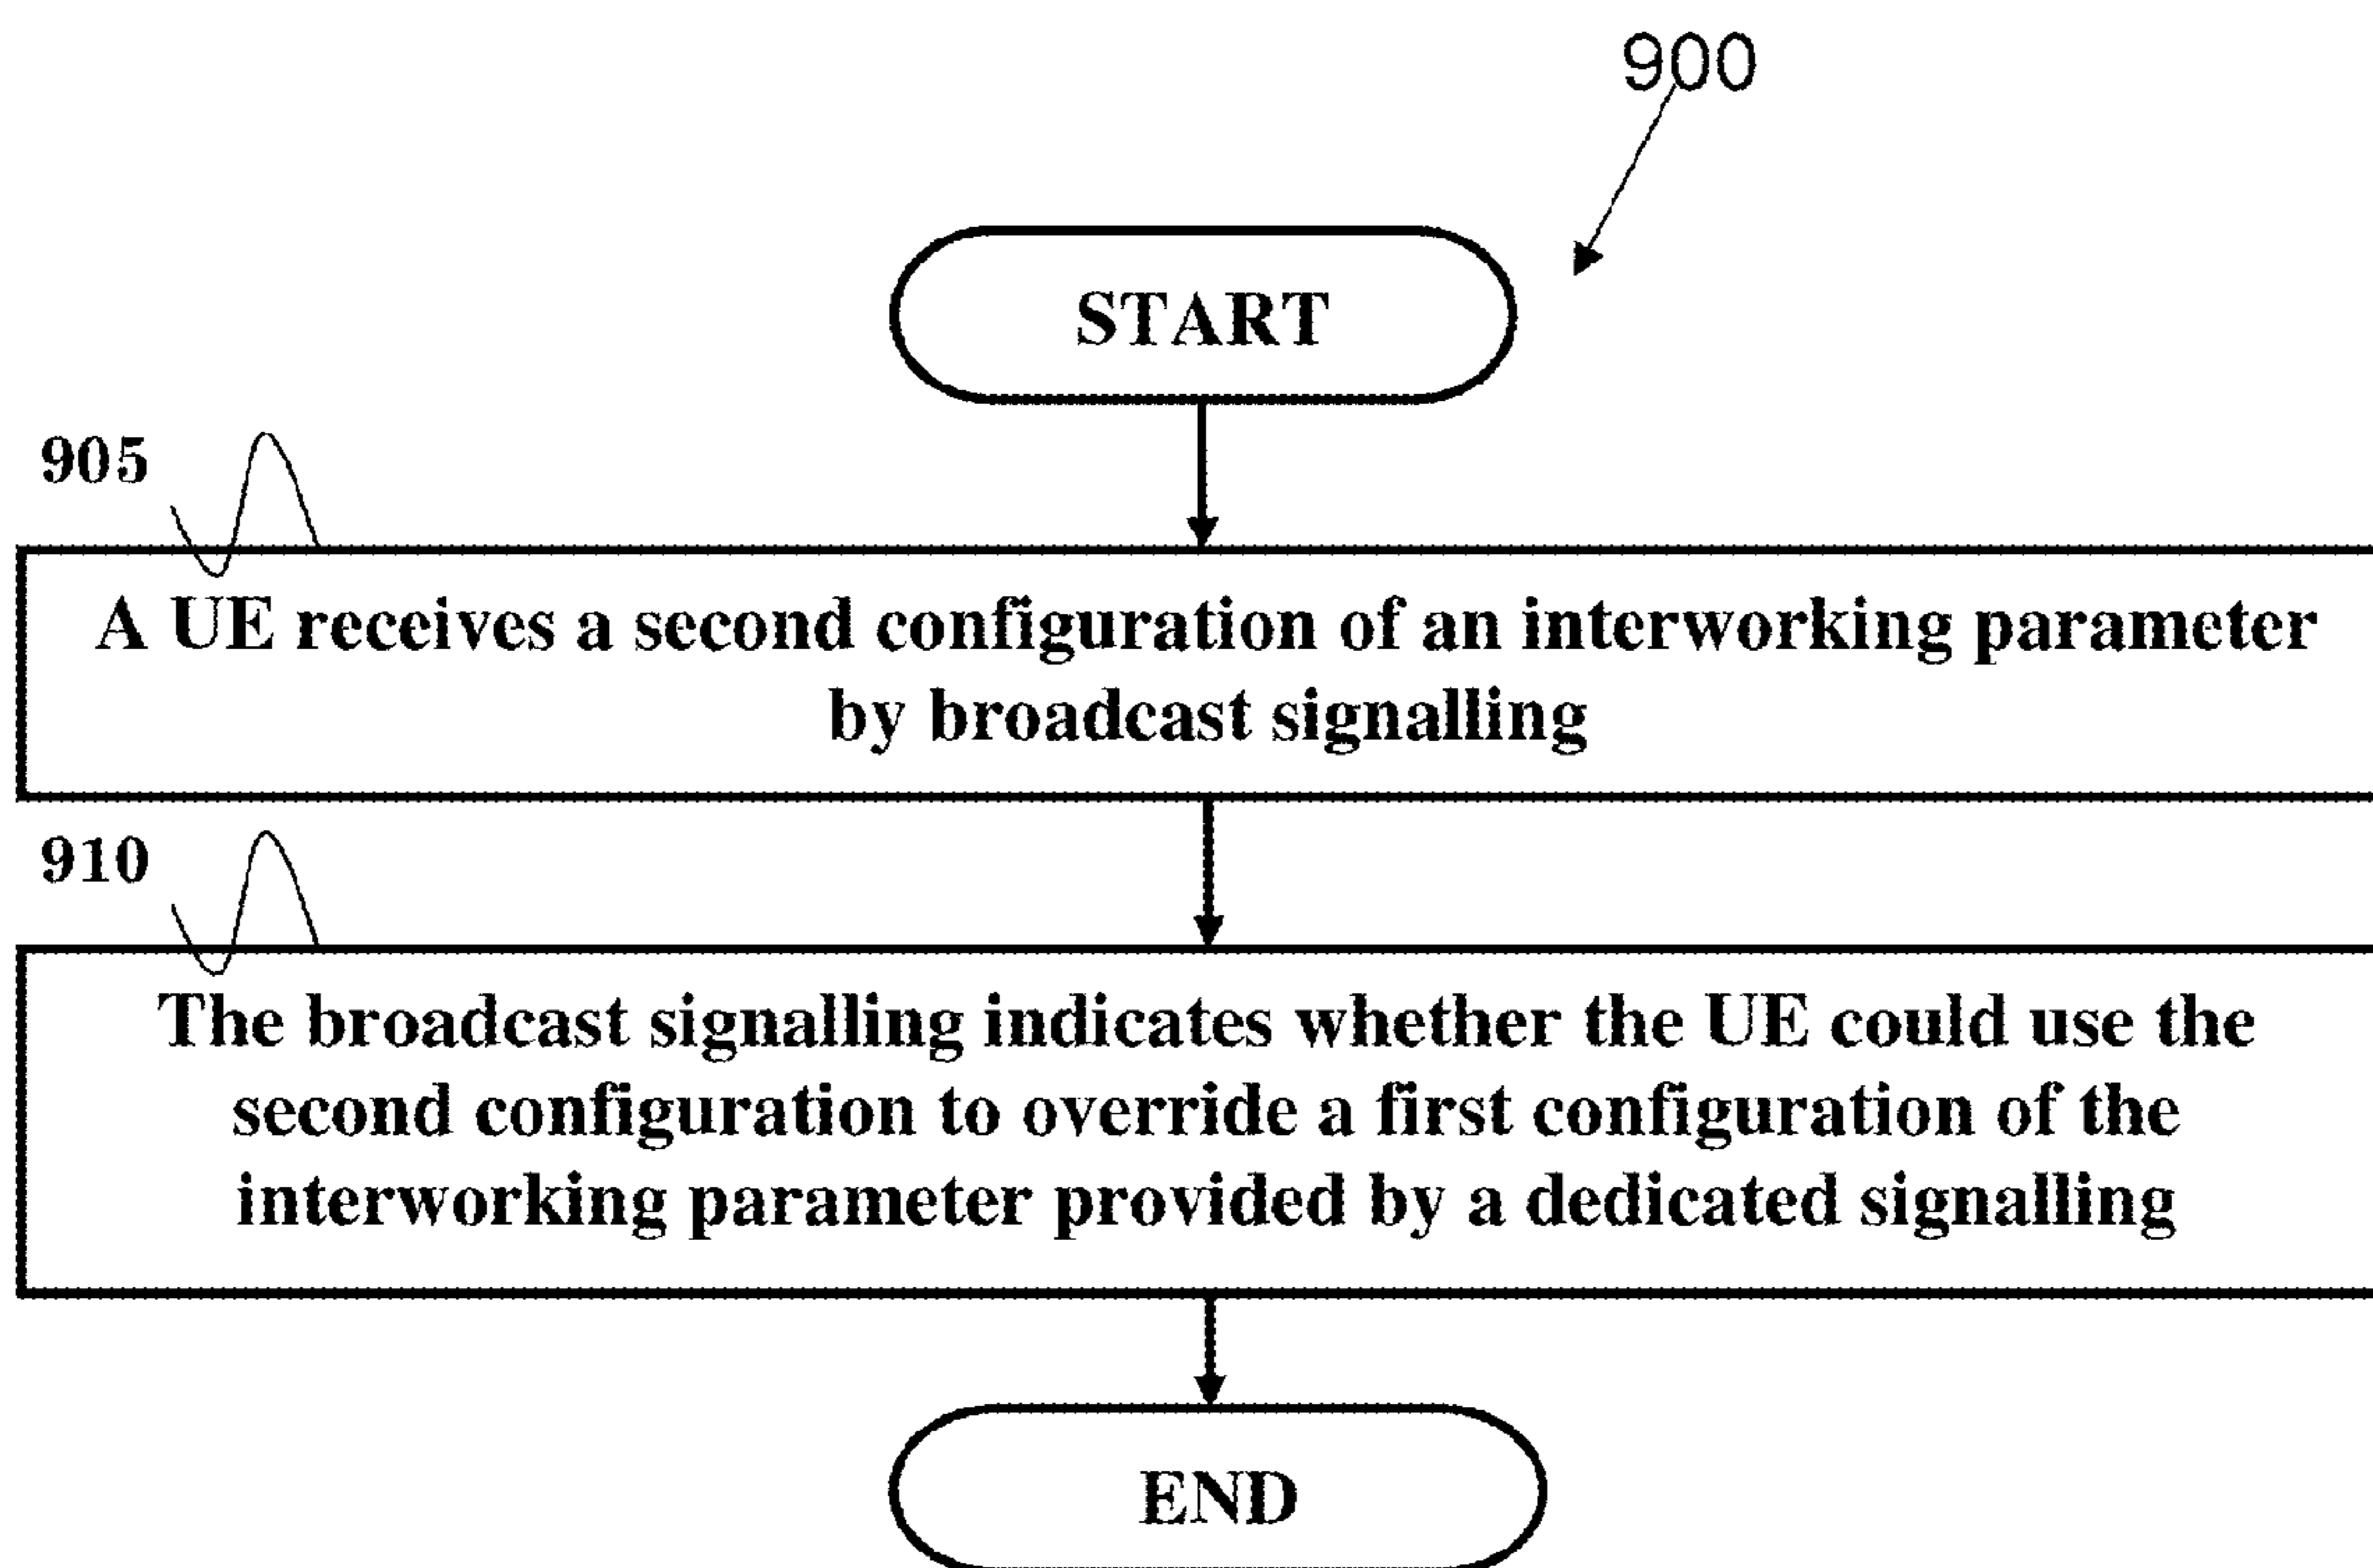 900
START
905
A UE receives a second configuration of an interworking parameter
by broadcast signalling
910
The broadcast signalling indicates whether the UE could use the
second configuration to override a first configuration of the
interworking parameter provided by a dedicated signalling
END